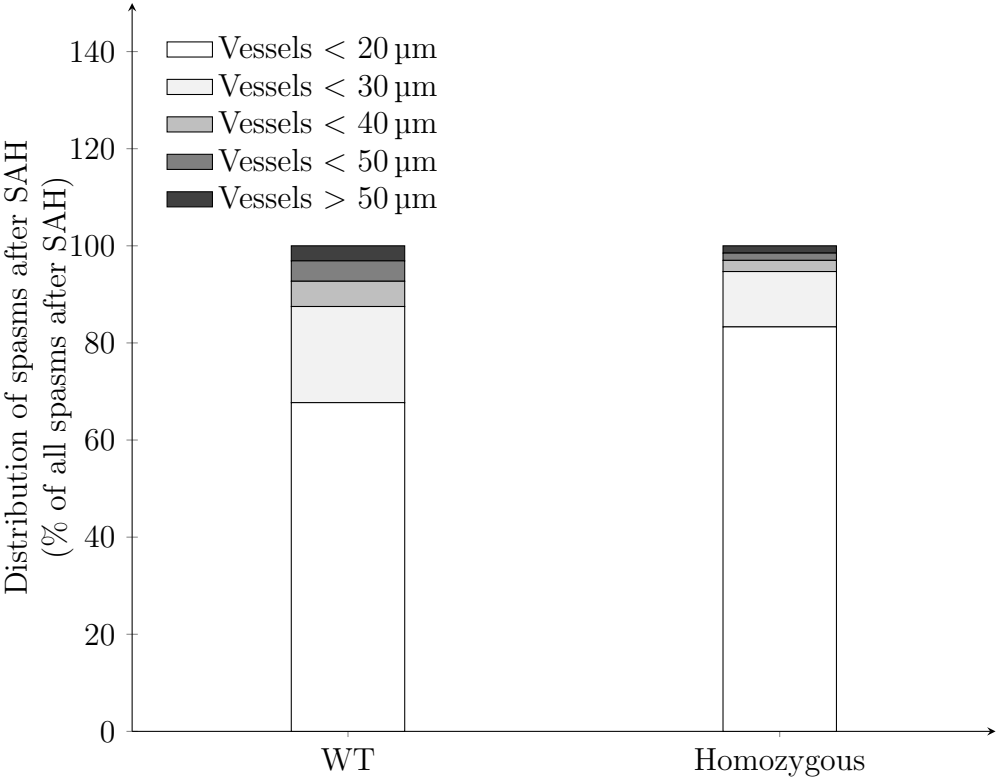 Distribution of spasms after SAH
(% of all spasms after SAH)
140
120
100
80
60
40
20
0
Vessels < 20 µm
Vessels < 30 µm
Vessels < 40 µm
Vessels < 50 µm
Vessels > 50 µm
WT
Homozygous